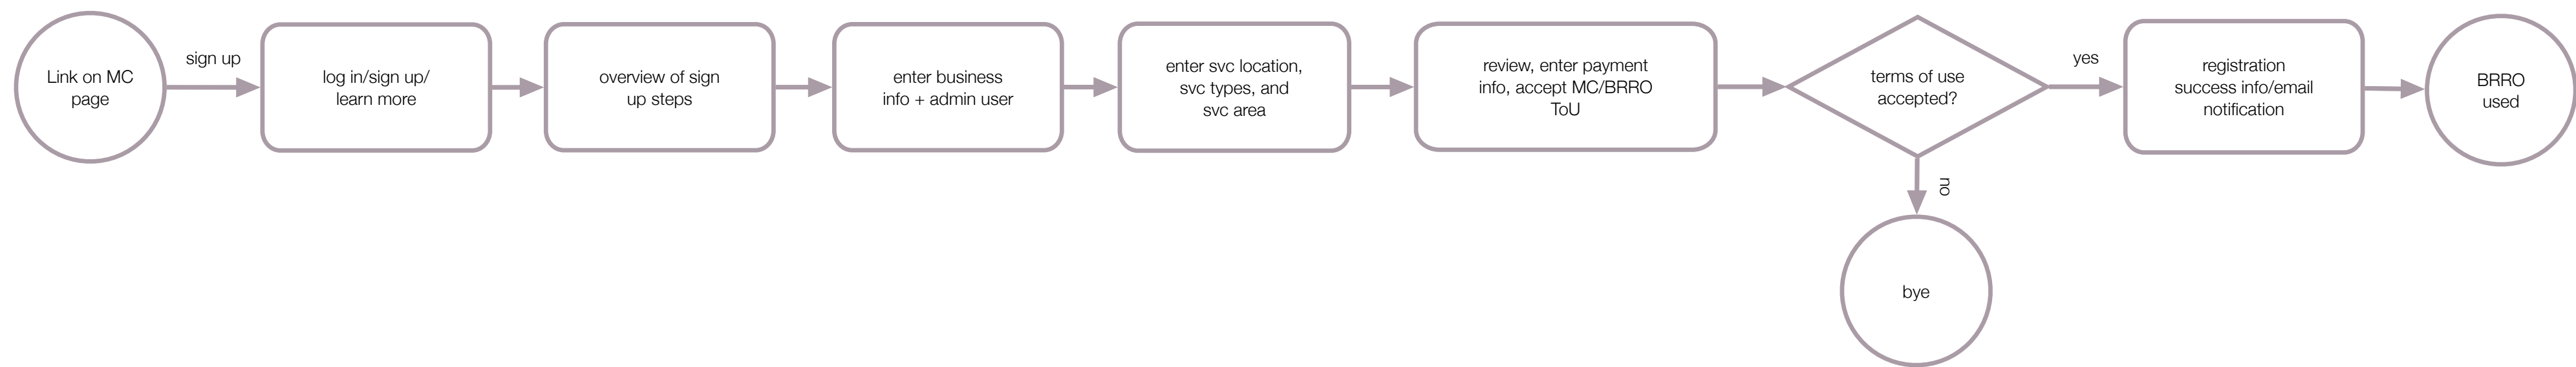 Link on MC
page
sign up
log in/sign up/
learn more
overview of sign
up steps
enter business
info + admin user
enter svc location,
svc types, and
svc area
review, enter payment
info, accept MC/BRRO
ToU
terms of use
accepted?
yes
registration
success info/email
notification
BRRO
used
no
bye